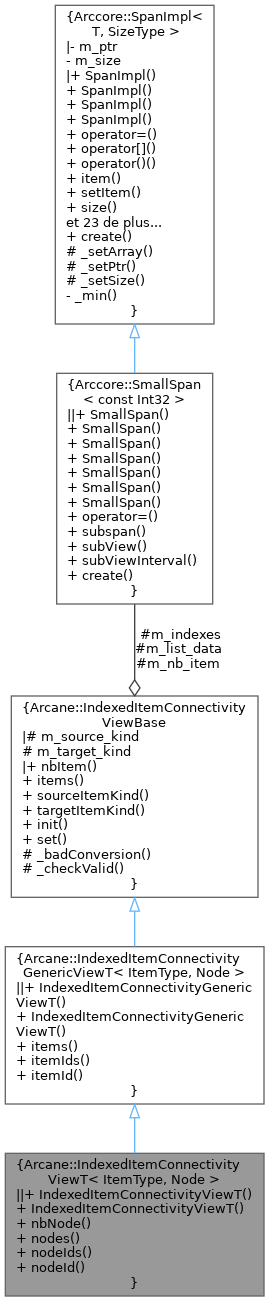 {Arccore::SpanImpl<
T, SizeType >
|- m_ptr
- m_size
|+ SpanImpl()
+ SpanImpl()
+ SpanImpl()
+ SpanImpl()
+ operator=()
+ operator[]()
+ operator()()
+ item()
+ setItem()
+ size()
et 23 de plus...
+ create()
# _setArray()
# _setPtr()
# _setSize()
- _min()
}
{Arccore::SmallSpan
< const Int32 >
||+ SmallSpan()
+ SmallSpan()
+ SmallSpan()
+ SmallSpan()
+ SmallSpan()
+ SmallSpan()
+ SmallSpan()
+ operator=()
+ subspan()
+ subView()
+ subViewInterval()
+ create()
}
#m_indexes
#m_list_data
#m_nb_item
{Arcane::IndexedItemConnectivity
ViewBase
|# m_source_kind
# m_target_kind
|+ nbItem()
+ items()
+ sourceItemKind()
+ targetItemKind()
+ init()
+ set()
# _badConversion()
# _checkValid()
}
{Arcane::IndexedItemConnectivity
GenericViewT< ItemType, Node >
||+ IndexedItemConnectivityGeneric
ViewT()
+ IndexedItemConnectivityGeneric
ViewT()
+ items()
+ itemIds()
+ itemId()
}
{Arcane::IndexedItemConnectivity
ViewT< ItemType, Node >
||+ IndexedItemConnectivityViewT()
+ IndexedItemConnectivityViewT()
+ nbNode()
+ nodes()
+ nodeIds()
+ nodeId()
}